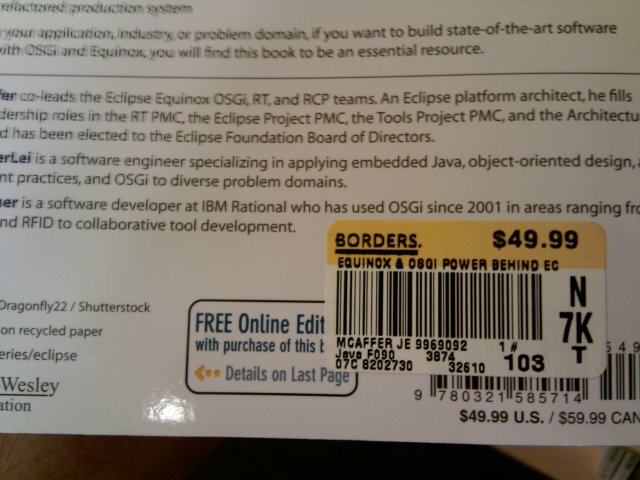 refactored production system
your application, industry, or problem domain, if you want to build state-of-the-art software
ith OSGi and Equinox, you will find this book to be an essential resource.
fer co-leads the Eclipse Equinox OSGi, RT, and RCP teams. An Eclipse platform architect, he fills
dership roles in the RT PMC, the Eclipse Project PMC, the Tools Project PMC, and the Architectu
d has been elected to the Eclipse Foundation Board of Directors.
erLei is a software engineer specializing in applying embedded Java, object-oriented design, a
nt practices, and OSGi to diverse problem domains.
her is a software developer at IBM Rational who has used OSGi since 2001 in areas ranging fro
nd RFID to collaborative tool development.
BORDERS. $49.99
EQUINOX & OSGI POWER BEHIND EC
N
7K
T
MCAFFER JE 9969092 1#
Java F090 3874 103
07C 8202730 32610
Dragonfly22 / Shutterstock
on recycled paper
eries/eclipse
-Wesley
ation
FREE Online Edit
with purchase of this b
Details on Last Page
5 4 9
9 780321 585714
$49.99 U.S. / $59.99 CAN